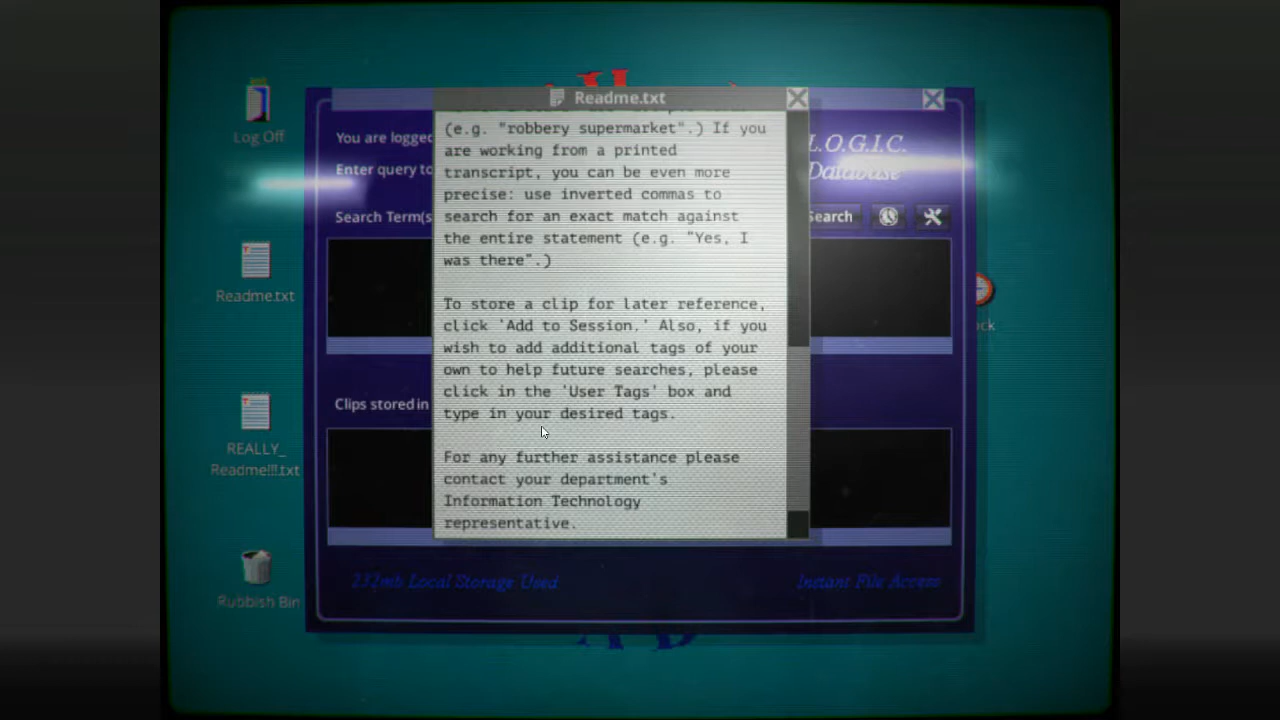 Readme.txt
Log Off
You are logged
L.O.G.I.C.
Database
Enter query to
Search Term(s
Search
(e.g. "robbery supermarket".) If you
are working from a printed
transcript, you can be even more
precise: use inverted commas to
search for an exact match against
the entire statement (e.g. "Yes, I
was there".)
To store a clip for later reference,
click 'Add to Session.' Also, if you
wish to add additional tags of your
own to help future searches, please
click in the 'User Tags' box and
type in your desired tags.
For any further assistance please
contact your department's
Information Technology
representative.
Readme.txt
Clips stored in
REALLY_
Readme!!!.txt
Rubbish Bin
232mb Local Storage Used
Instant File Access